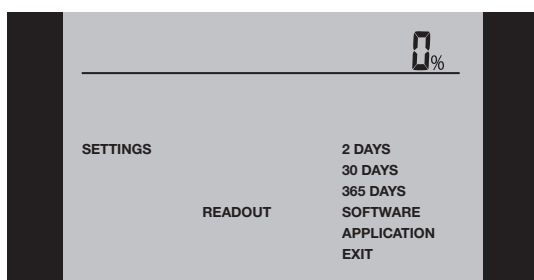 0%
SETTINGS 2 DAYS
30 DAYS
365 DAYS
READOUT SOFTWARE
APPLICATION
EXIT